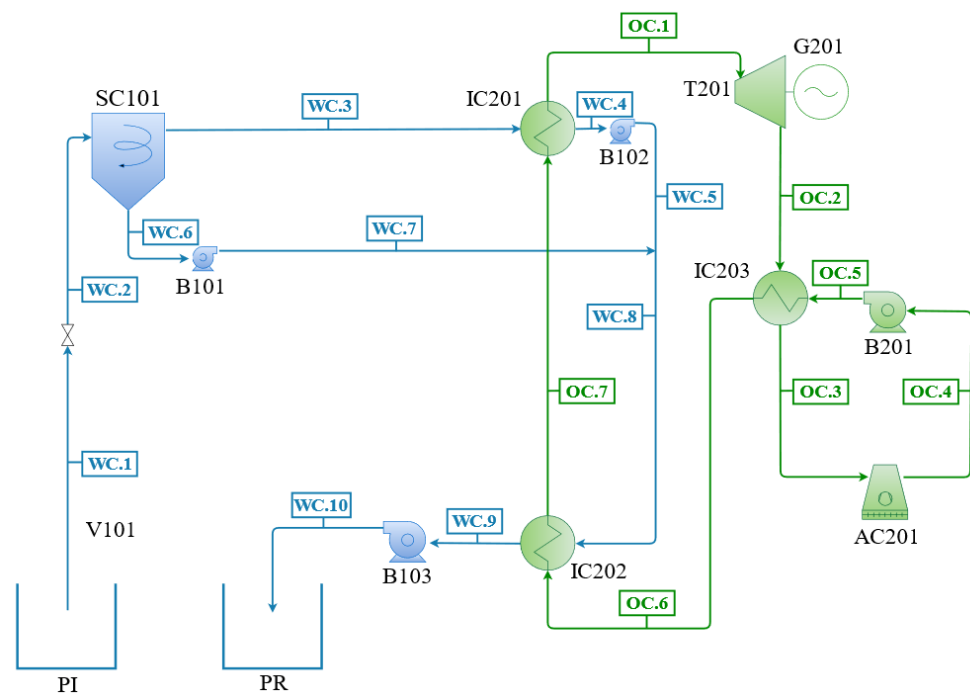 OC.1
G201
T201
SC101
IC201
WC.3
WC.4
B102
WC.5
OC.2
WC.6
WC.7
B101
IC203
OC.5
WC.2
WC.8
B201
OC.7
OC.3
OC.4
WC.1
WC.10
WC.9
V101
AC201
B103
IC202
OC.6
PI
PR